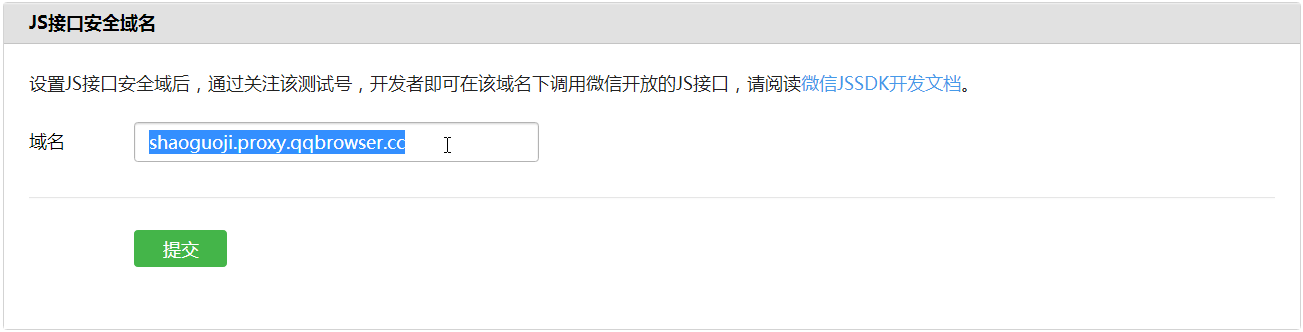 JS接口安全域名
设置JS接口安全域后，通过关注该测试号，开发者即可在该域名下调用微信开放的JS接口，请阅读微信JSSDK开发文档。
域名 shaoguoji.proxy.qqbrowser.cc
提交